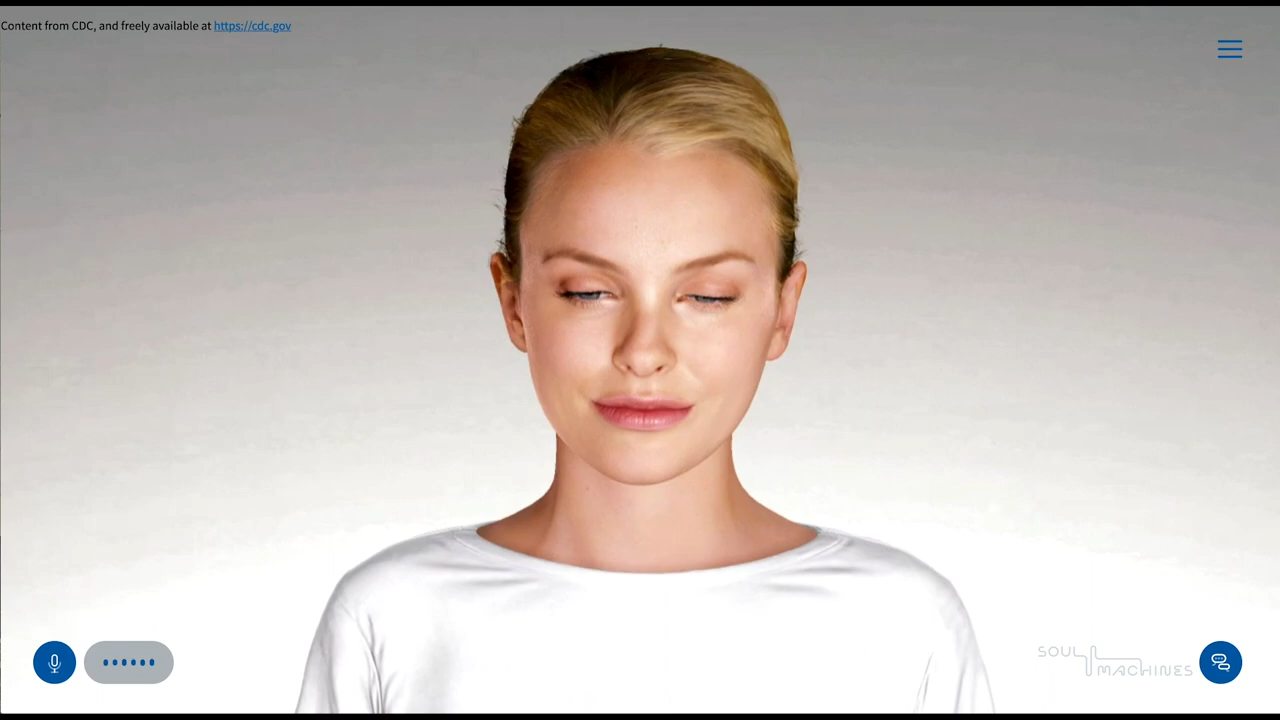 Content from CDC, and freely available at https://cdc.gov
SOUL
MACHINES